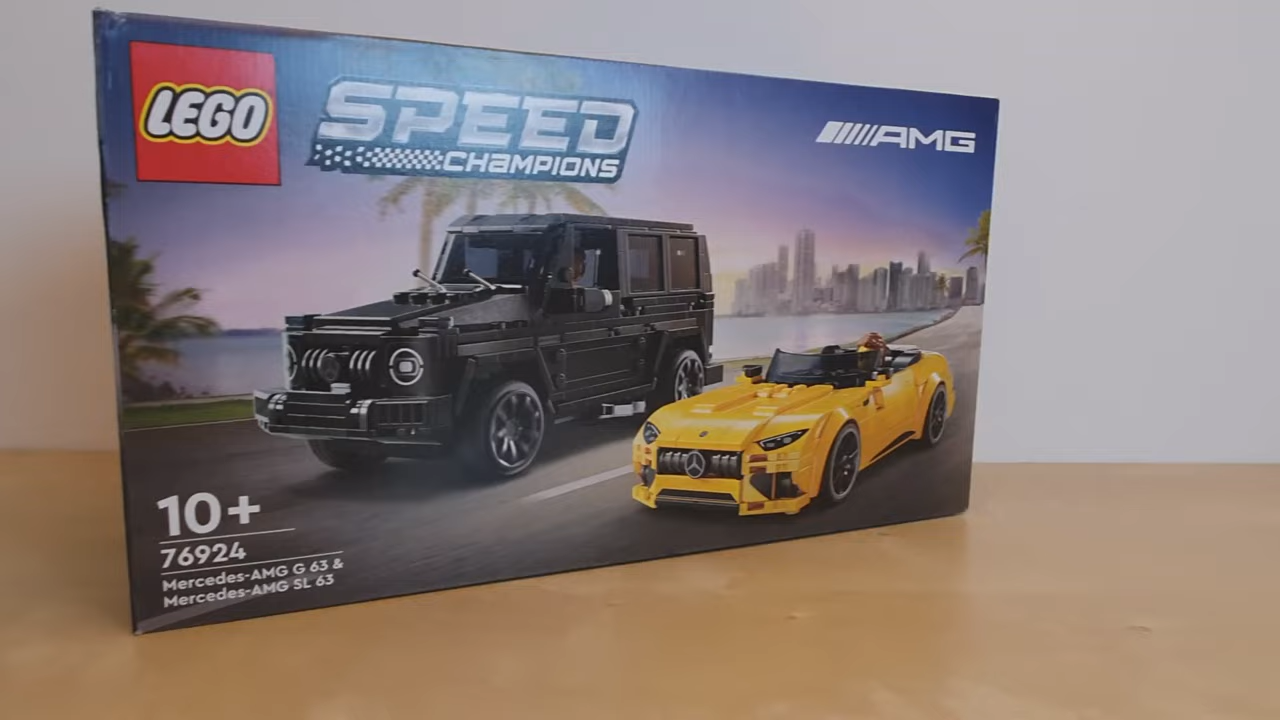 LEGO
SPEED
CHAMPIONS
AMG
10+
76924
Mercedes-AMG G 63 &
Mercedes-AMG SL 63